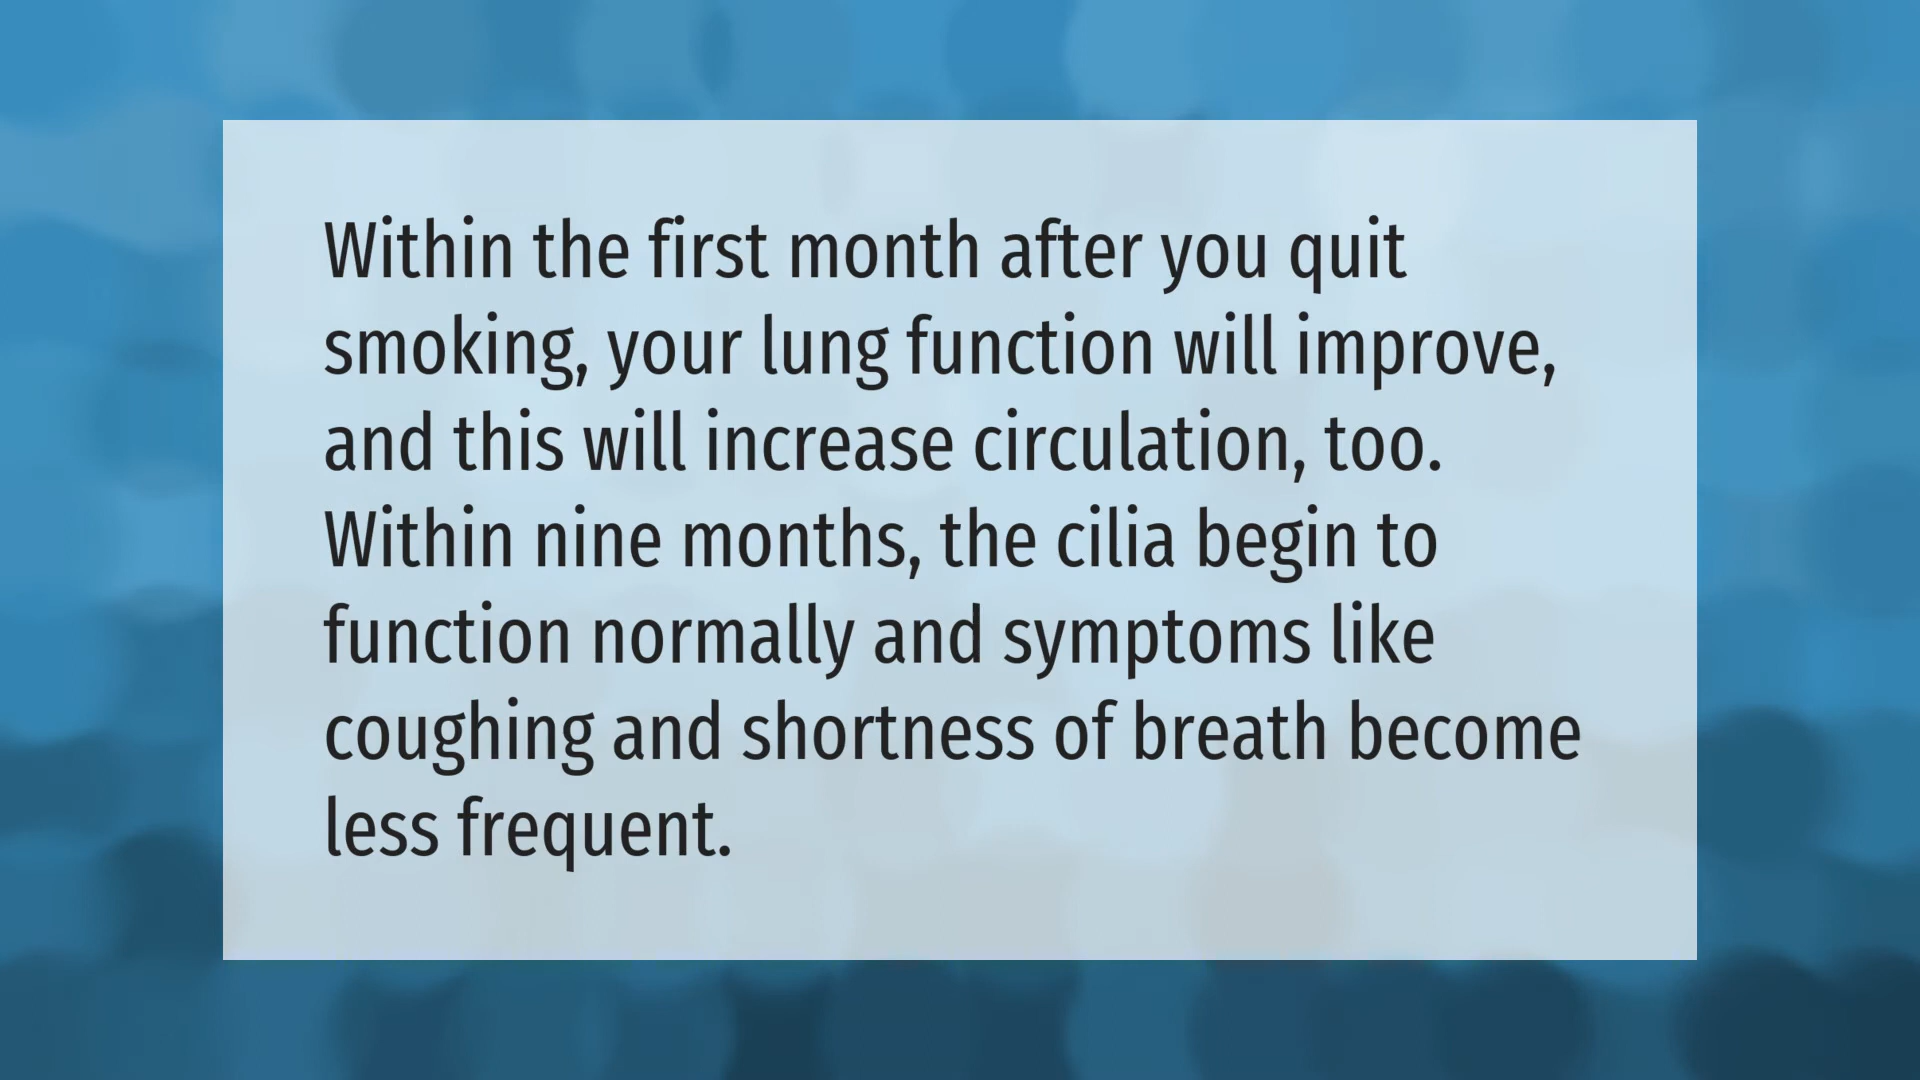 Within the first month after you quit
smoking, your lung function will improve,
and this will increase circulation, too.
Within nine months, the cilia begin to
function normally and symptoms like
coughing and shortness of breath become
less frequent.